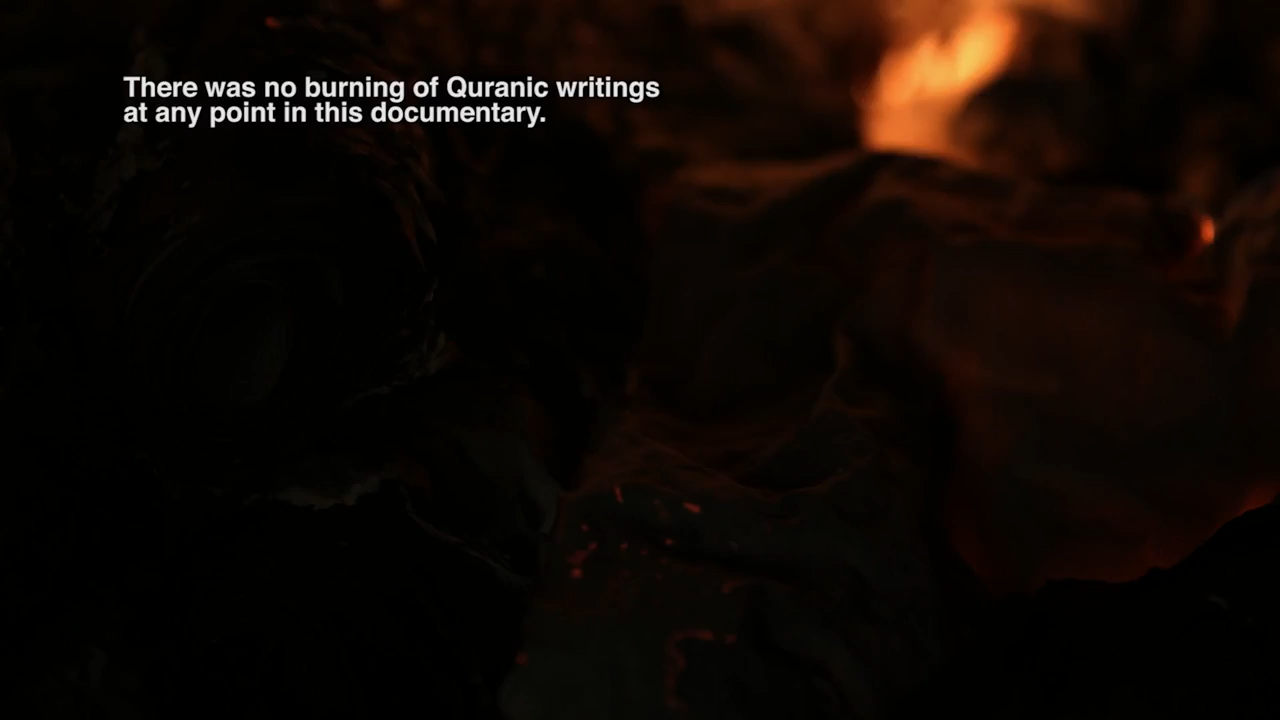 There was no burning of Quranic writings
at any point in this documentary.